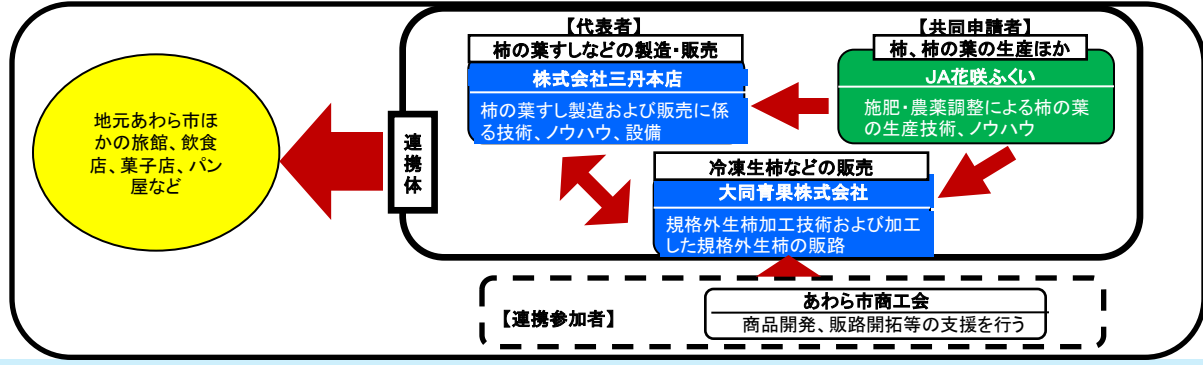 【代表者】
柿の葉すしなどの製造・販売
株式会社三丹本店
柿の葉すし製造および販売に係
る技術、ノウハウ、設備
【共同申請者】
柿、柿の葉の生産ほか
JA花咲ふくい
施肥・農薬調整による柿の葉
の生産技術、ノウハウ
地元あわら市ほ
かの旅館、飲食
店、菓子店、パン
屋など
連
携
体
冷凍生柿などの販売
大同青果株式会社
規格外生柿加工技術および加工
した規格外生柿の販路
【連携参加者】
あわら市商工会
商品開発、販路開拓等の支援を行う